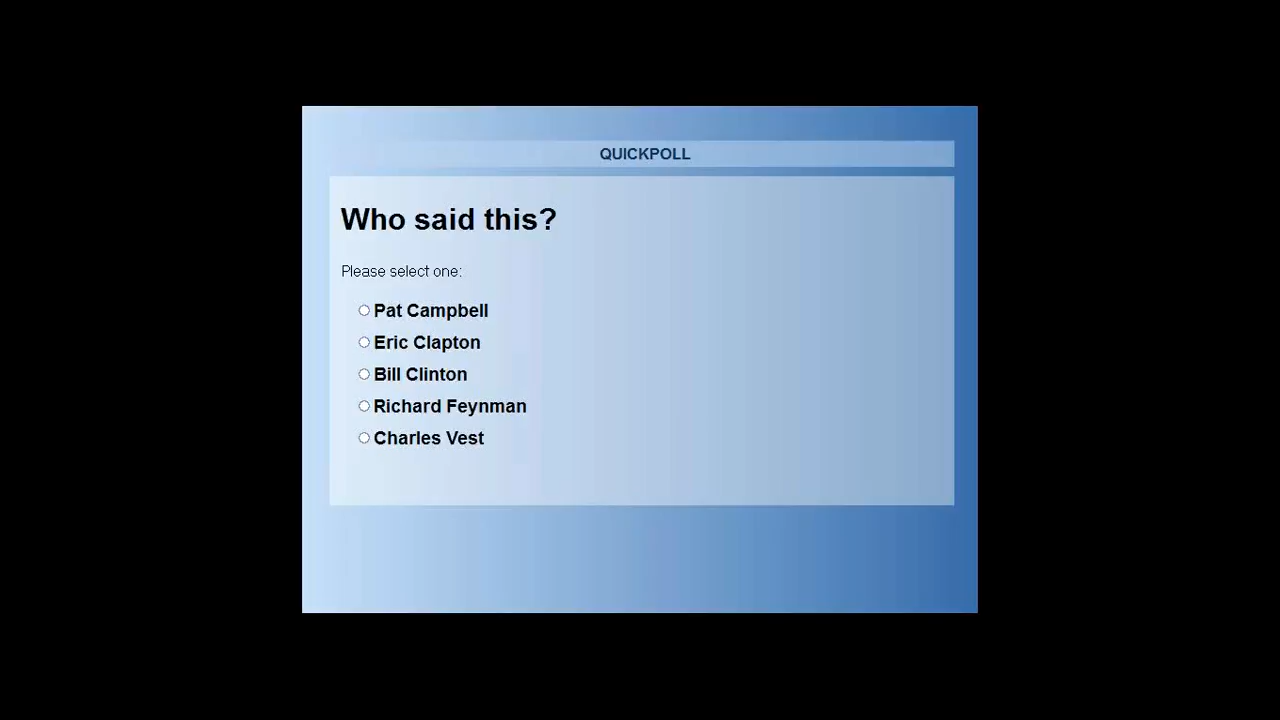 QUICKPOLL
Who said this?
Please select one:
Pat Campbell
Eric Clapton
Bill Clinton
Richard Feynman
Charles Vest